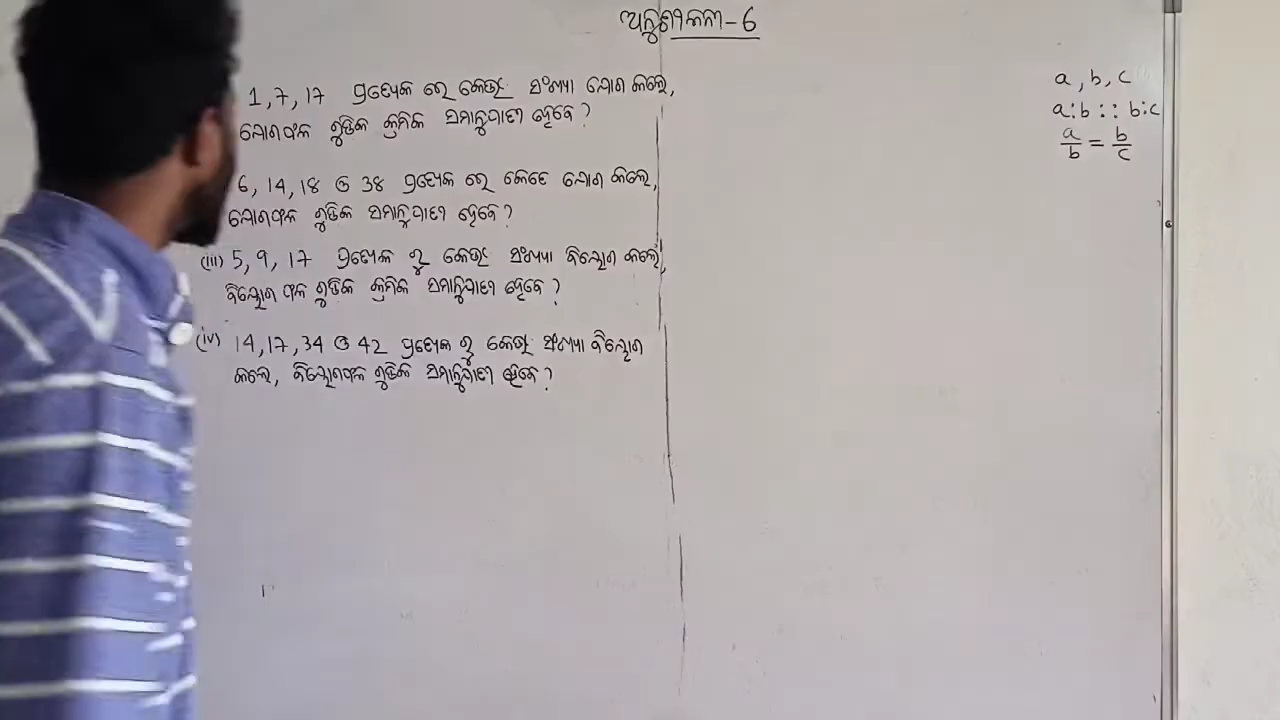 ଅନୁଶୀଳନୀ - 6
1, 7, 17 ପ୍ରତ୍ୟେକ ରେ କେଉଁ ସଂଖ୍ୟା ଯୋଗ କଲେ,
ଯୋଗଫଳ ଗୁଡିକ କ୍ରମିକ ସମାନୁପାତୀ ହେବେ ?
6, 14, 18 ଓ 38 ପ୍ରତ୍ୟେକ ରେ କେତେ ଯୋଗ କଲେ,
ଯୋଗଫଳ ଗୁଡିକ ସମାନୁପାତୀ ହେବେ ?
(iii) 5, 9, 17 ପ୍ରତ୍ୟେକ ରୁ କେଉଁ ସଂଖ୍ୟା ବିୟୋଗ କଲେ,
ବିୟୋଗ ଫଳ ଗୁଡିକ କ୍ରମିକ ସମାନୁପାତୀ ହେବେ ?
(iv) 14, 17, 34 ଓ 42 ପ୍ରତ୍ୟେକ ରୁ କେଉଁ ସଂଖ୍ୟା ବିୟୋଗ
କଲେ, ବିୟୋଗଫଳ ଗୁଡିକ ସମାନୁପାତୀ ହେବେ ?
a, b, c
a : b :: b : c
a/b = b/c